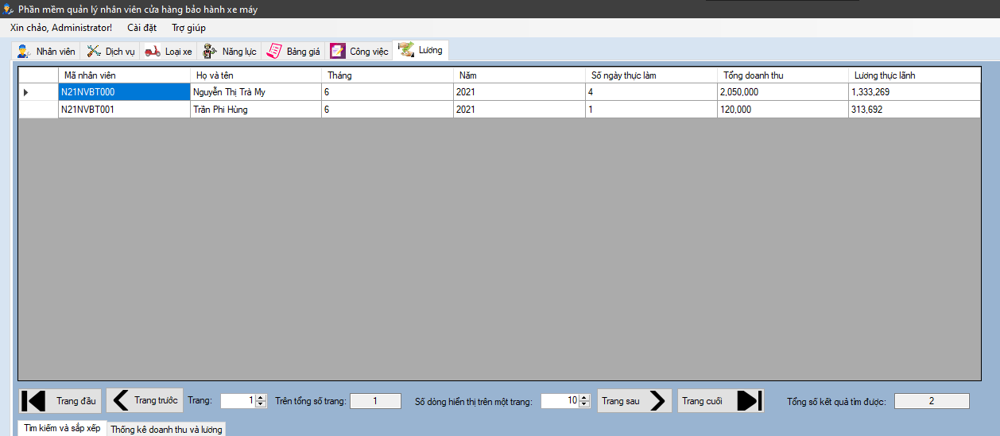 Phần mềm quản lý nhân viên cửa hàng bảo hành xe máy
Xin chào, Administrator! Cài đặt Trợ giúp
Nhân viên Dịch vụ Loại xe Năng lực Bảng giá Công việc Lương
Mã nhân viên Họ và tên Tháng Năm Số ngày thực làm Tổng doanh thu Lương thực lãnh
N21NVBT000 Nguyễn Thị Trà My 6 2021 4 2,050,000 1,333,269
N21NVBT001 Trần Phi Hùng 6 2021 1 120,000 313,692
Trang đầu Trang trước Trang: 1 Trên tổng số trang: 1 Số dòng hiển thị trên một trang: 10 Trang sau Trang cuối Tổng số kết quả tìm được: 2
Tìm kiếm và sắp xếp Thống kê doanh thu và lương